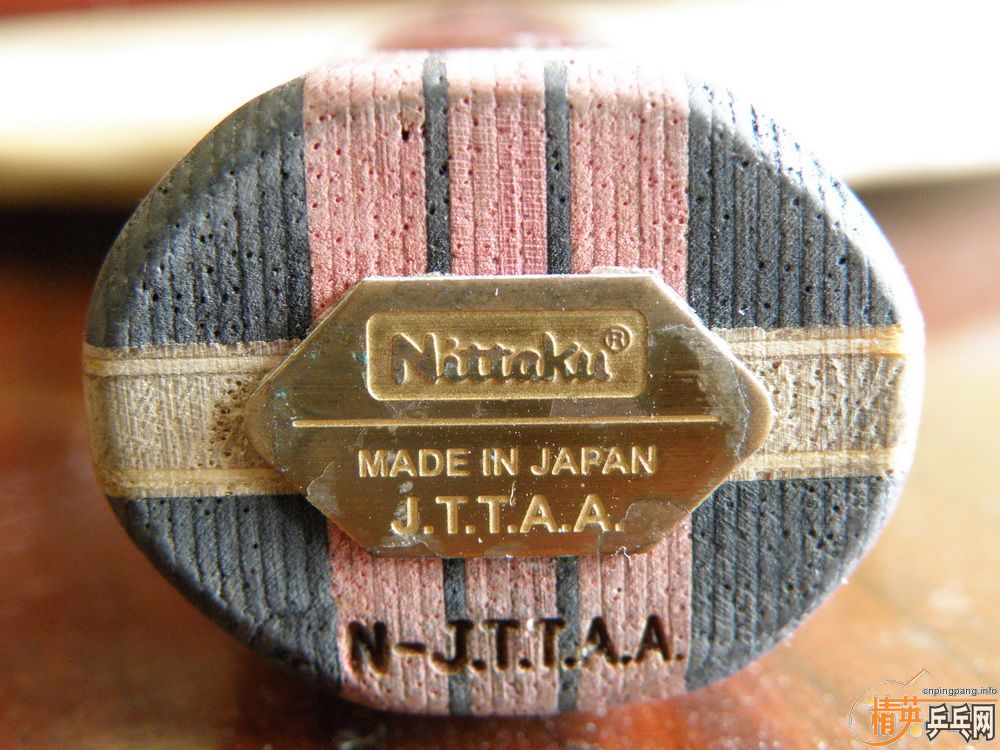 Nittaku®
MADE IN JAPAN
J.T.T.A.A.
N-J.T.T.A.A.
cnpingpang.info
精英乒乓网